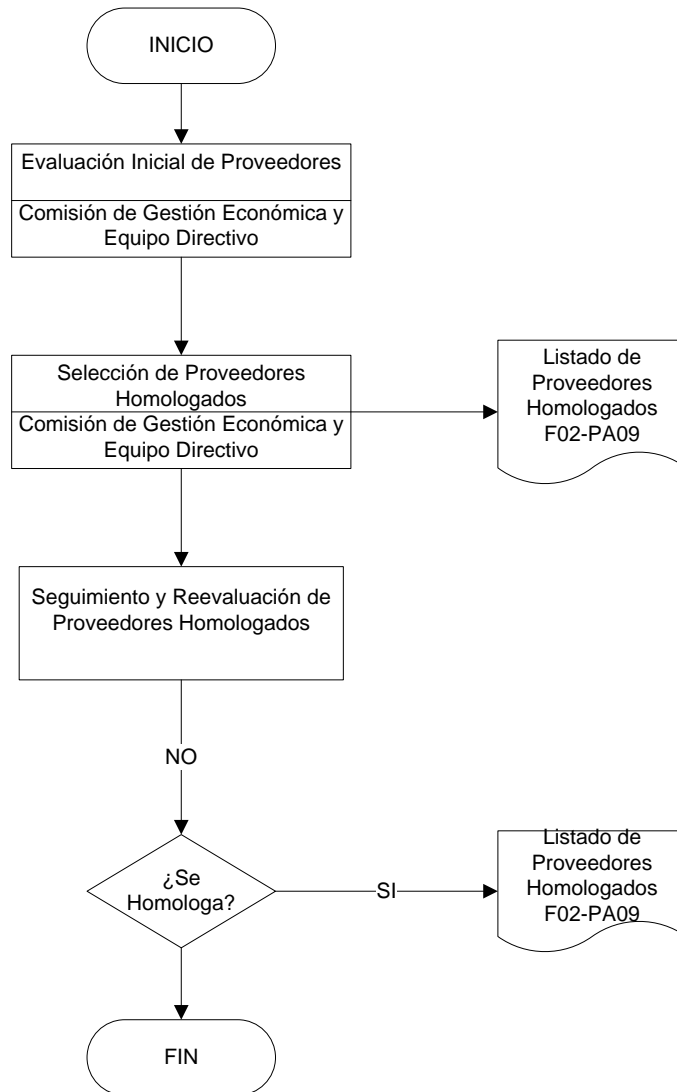 INICIO
Evaluación Inicial de Proveedores
Comisión de Gestión Económica y
Equipo Directivo
Selección de Proveedores
Homologados
Comisión de Gestión Económica y
Equipo Directivo
Listado de
Proveedores
Homologados
F02-PA09
Seguimiento y Reevaluación de
Proveedores Homologados
NO
¿Se
Homologa?
SI
Listado de
Proveedores
Homologados
F02-PA09
FIN